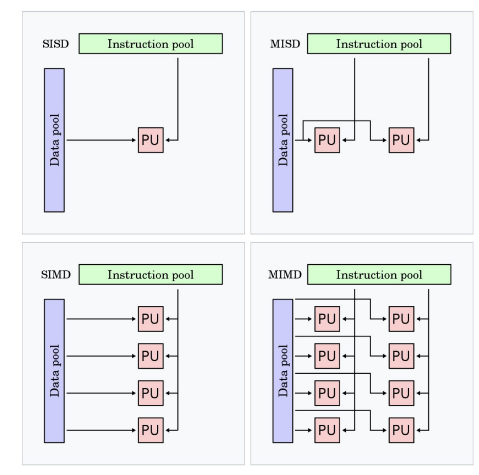 SISD Instruction pool
Data pool
PU
MISD Instruction pool
Data pool
PU PU
SIMD Instruction pool
Data pool
PU
PU
PU
PU
MIMD Instruction pool
Data pool
PU PU
PU PU
PU PU
PU PU